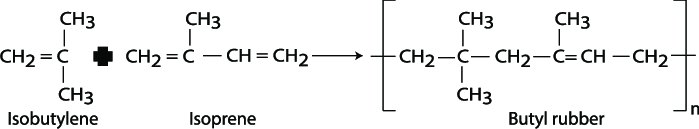 CH3 CH3 CH3 CH3
CH2=C + CH2=C — CH=CH2 → — CH2 — C — CH2 — C=CH — CH2 —
CH3 CH3 n
Isobutylene Isoprene Butyl rubber